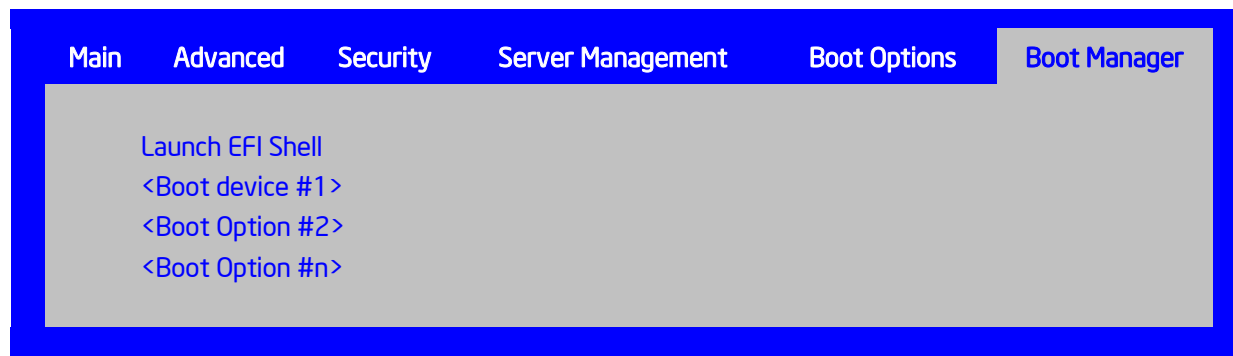 Main Advanced Security Server Management Boot Options Boot Manager
Launch EFI Shell
<Boot device #1>
<Boot Option #2>
<Boot Option #n>